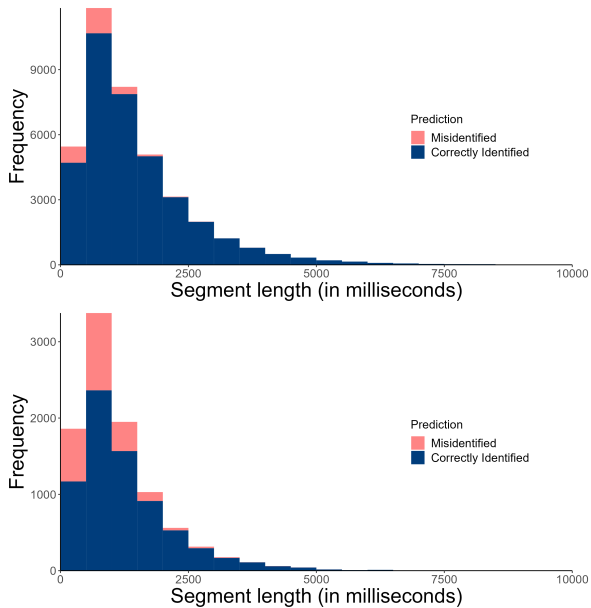 9000
6000
3000
0
Frequency
0 2500 5000 7500 10000
Segment length (in milliseconds)
Prediction
Misidentified
Correctly Identified
3000
2000
1000
0
Frequency
0 2500 5000 7500 10000
Segment length (in milliseconds)
Prediction
Misidentified
Correctly Identified